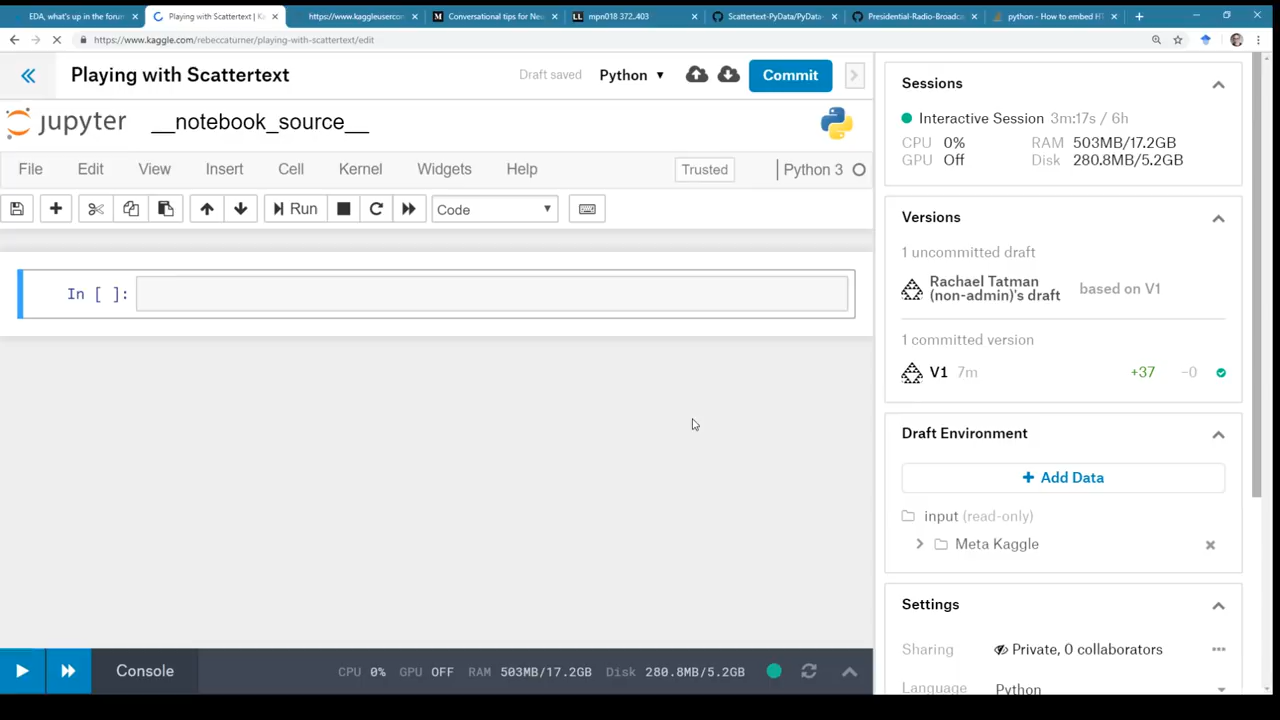 EDA, what's up in the forum
Playing with Scattertext | Ka
https://www.kaggleusercon
Conversational tips for Ne
mpn018 372..403
Scattertext-PyData/PyData-
Presidential-Radio-Broadca
python - How to embed HT
https://www.kaggle.com/rebeccaturner/playing-with-scattertext/edit
Playing with Scattertext
Draft saved
Python
Commit
jupyter
__notebook_source__
File Edit View Insert Cell Kernel Widgets Help
Trusted
Python 3
Run
Code
In [ ]:
Sessions
Interactive Session 3m:17s / 6h
CPU 0% RAM 503MB/17.2GB
GPU Off Disk 280.8MB/5.2GB
Versions
1 uncommitted draft
Rachael Tatman
(non-admin)'s draft
based on V1
1 committed version
V1 7m +37 −0
Draft Environment
+ Add Data
input (read-only)
Meta Kaggle
Settings
Sharing Private, 0 collaborators
Language Python
Console
CPU 0% GPU OFF RAM 503MB/17.2GB Disk 280.8MB/5.2GB